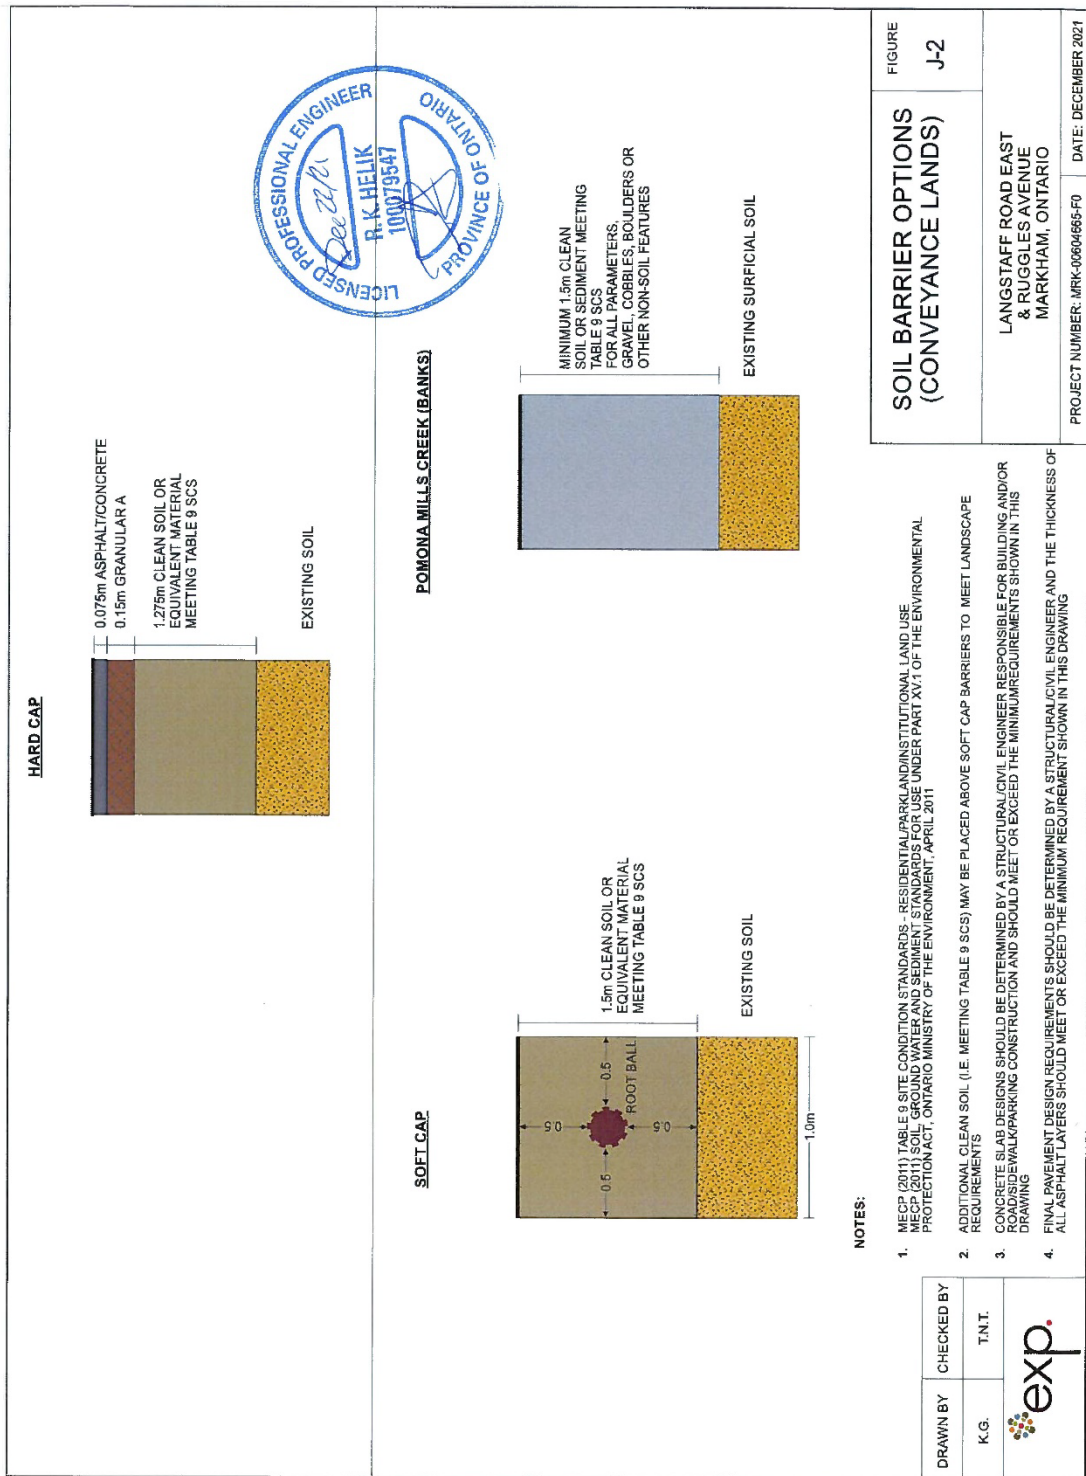 HARD CAP
0.075m ASPHALT/CONCRETE
0.15m GRANULAR A
1.275m CLEAN SOIL OR
EQUIVALENT MATERIAL
MEETING TABLE 9 SCS
EXISTING SOIL
LICENSED PROFESSIONAL ENGINEER
Dec 22/21
R.K. HELIK
100079547
PROVINCE OF ONTARIO
SOFT CAP
0.5
0.5
0.5
0.5
ROOT BALL
1.5m CLEAN SOIL OR
EQUIVALENT MATERIAL
MEETING TABLE 9 SCS
EXISTING SOIL
1.0m
POMONA MILLS CREEK (BANKS)
MINIMUM 1.5m CLEAN
SOIL OR SEDIMENT MEETING
TABLE 9 SCS
FOR ALL PARAMETERS,
GRAVEL, COBBLES, BOULDERS OR
OTHER NON-SOIL FEATURES
EXISTING SURFICIAL SOIL
NOTES:
1. MECP (2011) TABLE 9 SITE CONDITION STANDARDS - RESIDENTIAL/PARKLAND/INSTITUTIONAL LAND USE
MECP (2011) SOIL, GROUND WATER AND SEDIMENT STANDARDS FOR USE UNDER PART XV.1 OF THE ENVIRONMENTAL
PROTECTION ACT, ONTARIO MINISTRY OF THE ENVIRONMENT, APRIL 2011
2. ADDITIONAL CLEAN SOIL (I.E. MEETING TABLE 9 SCS) MAY BE PLACED ABOVE SOFT CAP BARRIERS TO MEET LANDSCAPE
REQUIREMENTS
3. CONCRETE SLAB DESIGNS SHOULD BE DETERMINED BY A STRUCTURAL/CIVIL ENGINEER RESPONSIBLE FOR BUILDING AND/OR
ROAD/SIDEWALK/PARKING CONSTRUCTION AND SHOULD MEET OR EXCEED THE MINIMUMREQUIREMENTS SHOWN IN THIS
DRAWING
4. FINAL PAVEMENT DESIGN REQUIREMENTS SHOULD BE DETERMINED BY A STRUCTURAL/CIVIL ENGINEER AND THE THICKNESS OF
ALL ASPHALT LAYERS SHOULD MEET OR EXCEED THE MINIMUM REQUIREMENT SHOWN IN THIS DRAWING
DRAWN BY
CHECKED BY
K.G.
T.N.T.
exp.
SOIL BARRIER OPTIONS
(CONVEYANCE LANDS)
FIGURE
J-2
LANGSTAFF ROAD EAST
& RUGGLES AVENUE
MARKHAM, ONTARIO
PROJECT NUMBER: MRK-00604665-F0
DATE: DECEMBER 2021